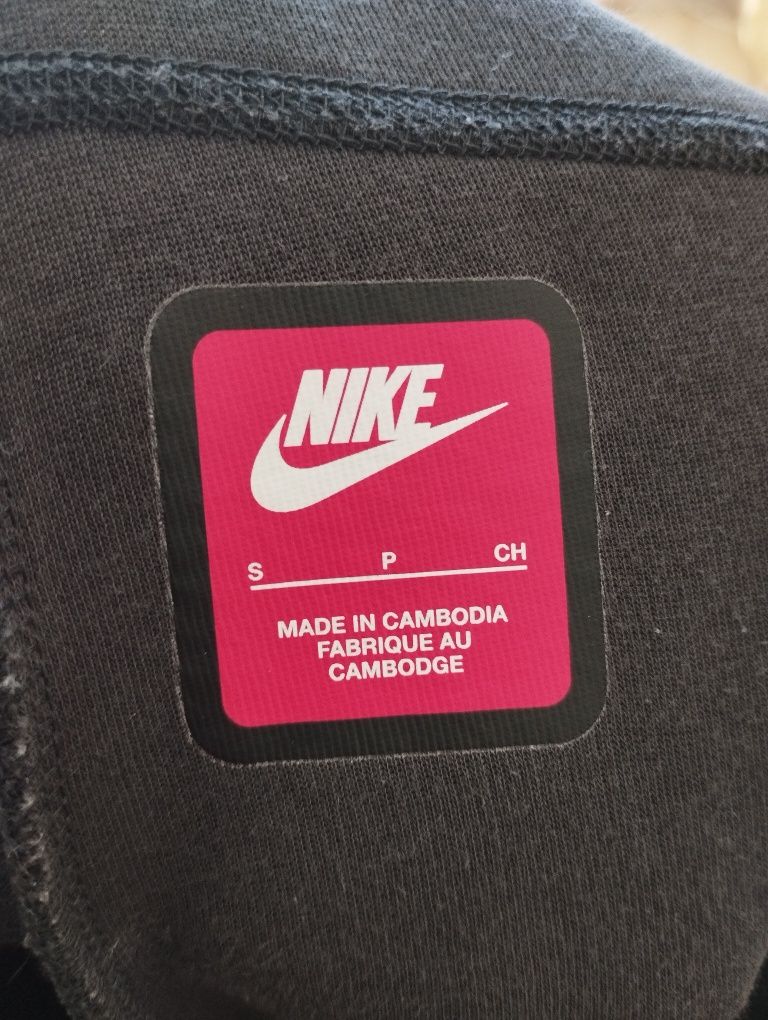 NIKE
S P CH
MADE IN CAMBODIA
FABRIQUE AU
CAMBODGE